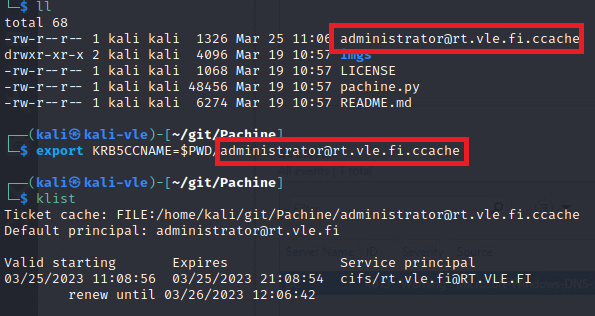 └─$ ll
total 68
-rw-r--r-- 1 kali kali  1326 Mar 25 11:06 administrator@rt.vle.fi.ccache
drwxr-xr-x 2 kali kali  4096 Mar 19 10:57 imgs
-rw-r--r-- 1 kali kali  1068 Mar 19 10:57 LICENSE
-rw-r--r-- 1 kali kali 48456 Mar 19 10:57 pachine.py
-rw-r--r-- 1 kali kali  6274 Mar 19 10:57 README.md
┌──(kali㉿kali-vle)-[~/git/Pachine]
└─$ export KRB5CCNAME=$PWD/administrator@rt.vle.fi.ccache
┌──(kali㉿kali-vle)-[~/git/Pachine]
└─$ klist
Ticket cache: FILE:/home/kali/git/Pachine/administrator@rt.vle.fi.ccache
Default principal: administrator@rt.vle.fi
Valid starting       Expires              Service principal
03/25/2023 11:08:56  03/25/2023 21:08:54  cifs/rt.vle.fi@RT.VLE.FI
renew until 03/26/2023 12:06:42